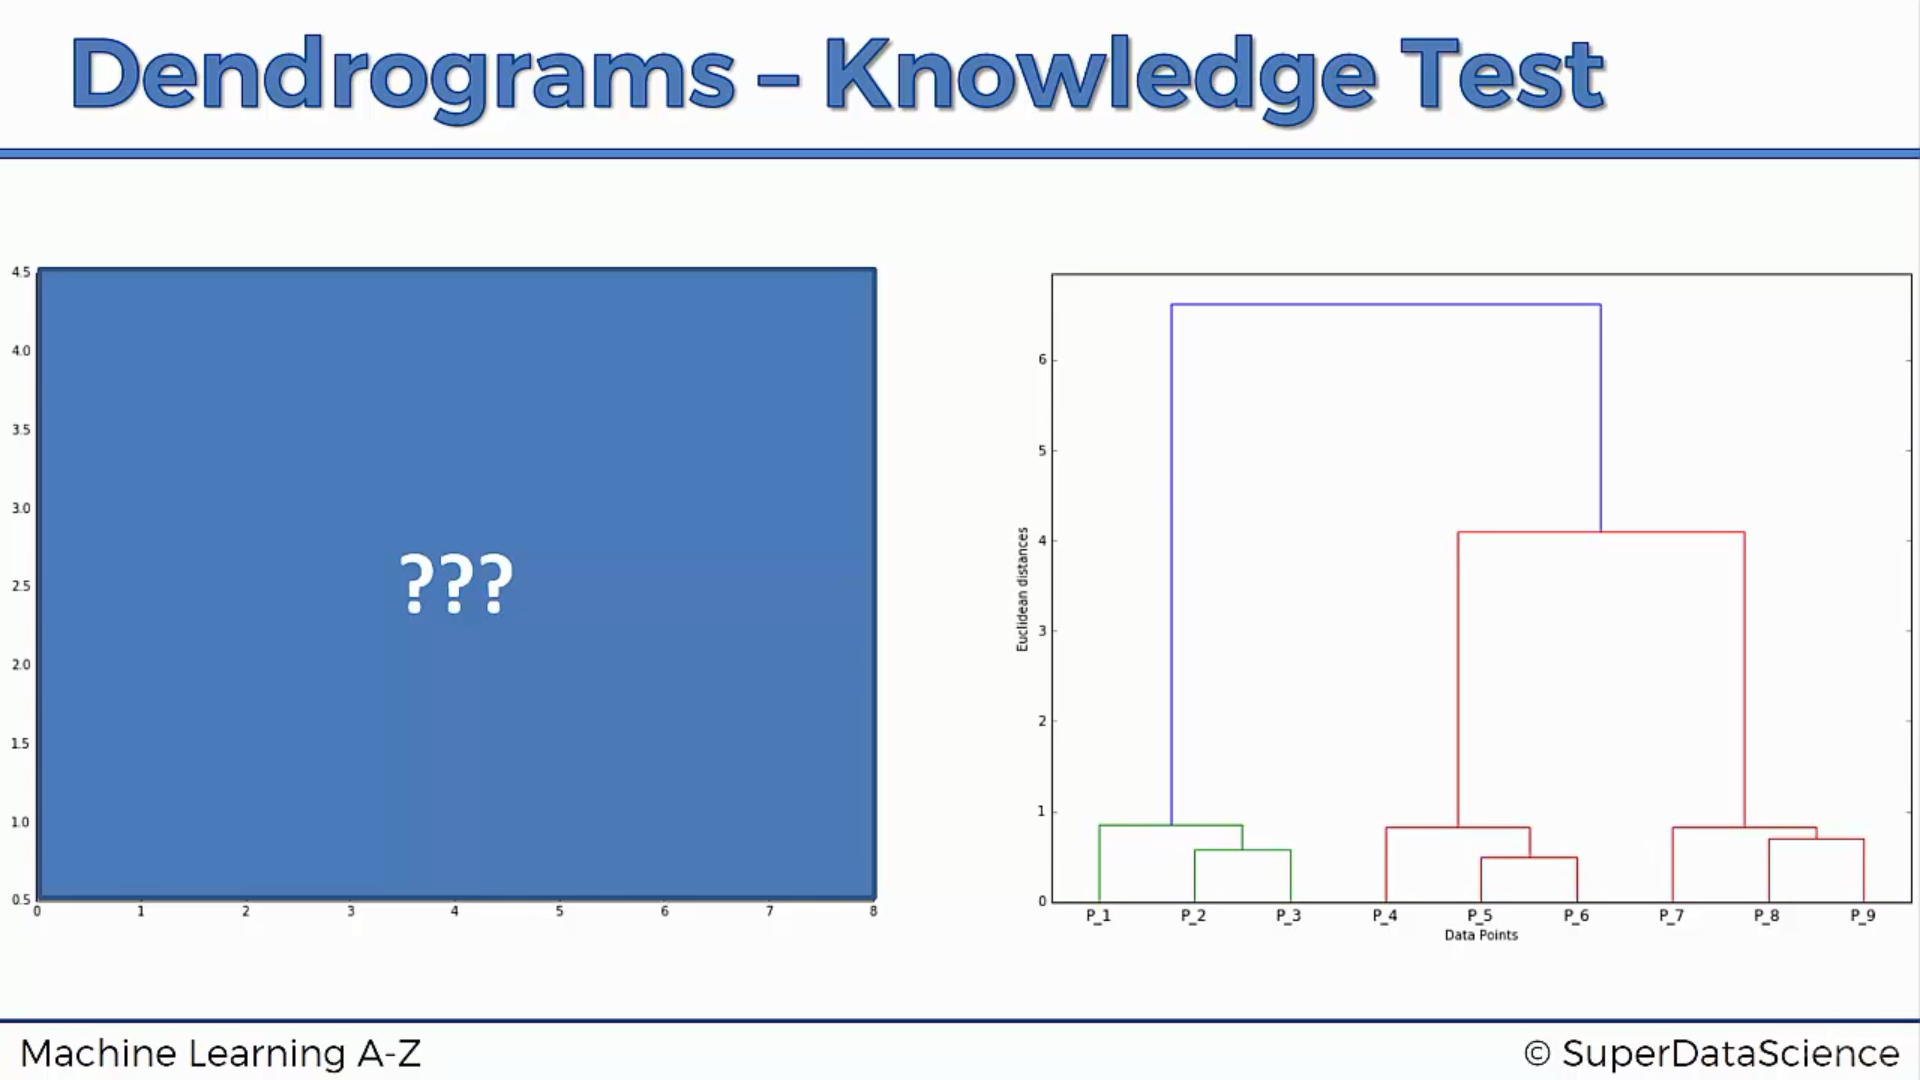 Dendrograms – Knowledge Test
4.5
4.0
3.5
3.0
2.5
2.0
1.5
1.0
0.5
0 1 2 3 4 5 6 7 8
???
6
5
4
3
2
1
0
Euclidean distances
P_1 P_2 P_3 P_4 P_5 P_6 P_7 P_8 P_9
Data Points
Machine Learning A-Z
© SuperDataScience